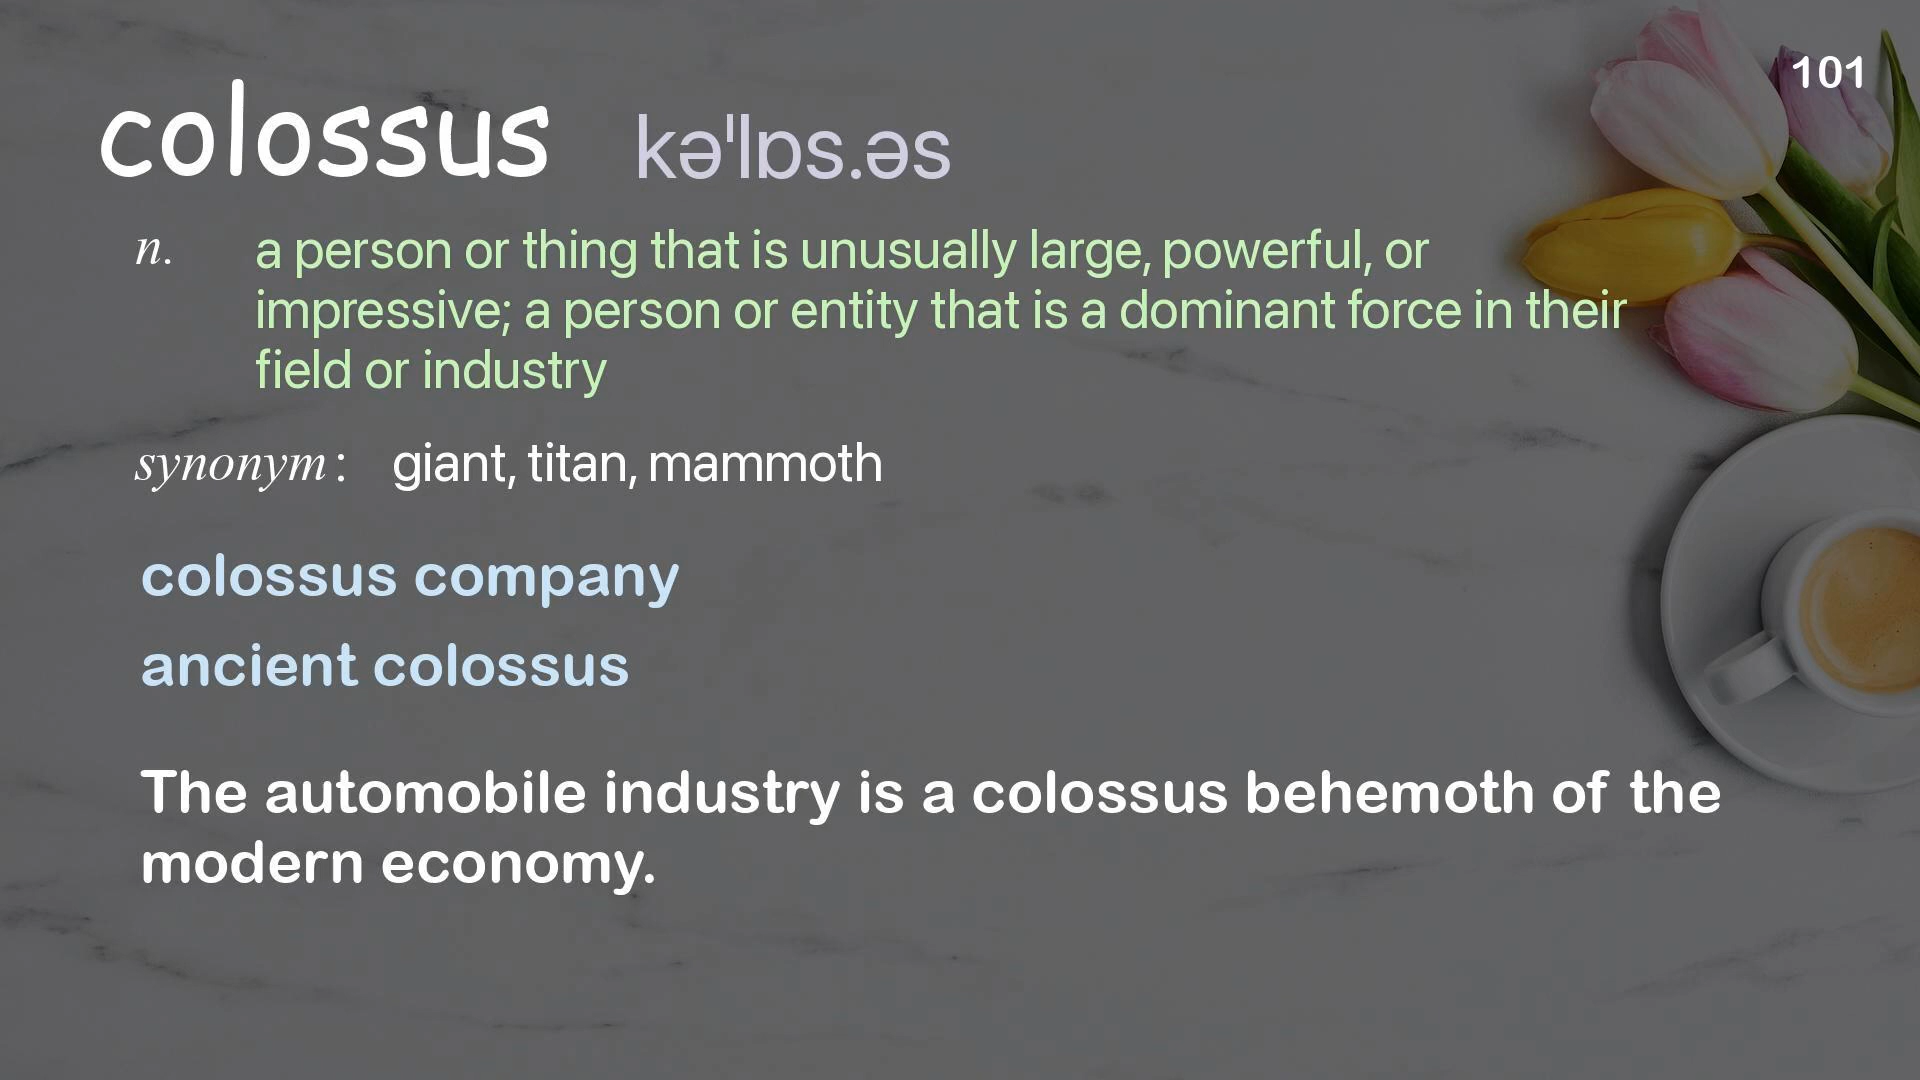 101
colossus kəˈlɒs.əs
n. a person or thing that is unusually large, powerful, or
impressive; a person or entity that is a dominant force in their
field or industry
synonym: giant, titan, mammoth
colossus company
ancient colossus
The automobile industry is a colossus behemoth of the
modern economy.